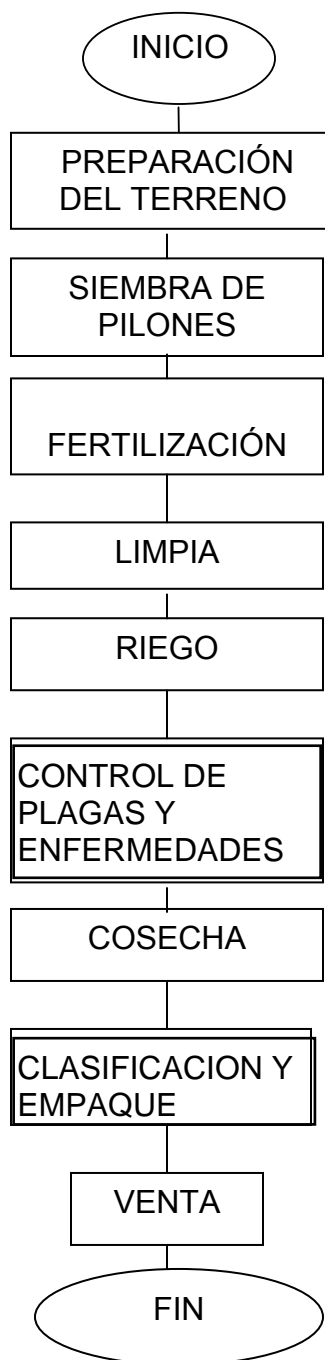 INICIO
PREPARACIÓN
DEL TERRENO
SIEMBRA DE
PILONES
FERTILIZACIÓN
LIMPIA
RIEGO
CONTROL DE
PLAGAS Y
ENFERMEDADES
COSECHA
CLASIFICACION Y
EMPAQUE
VENTA
FIN